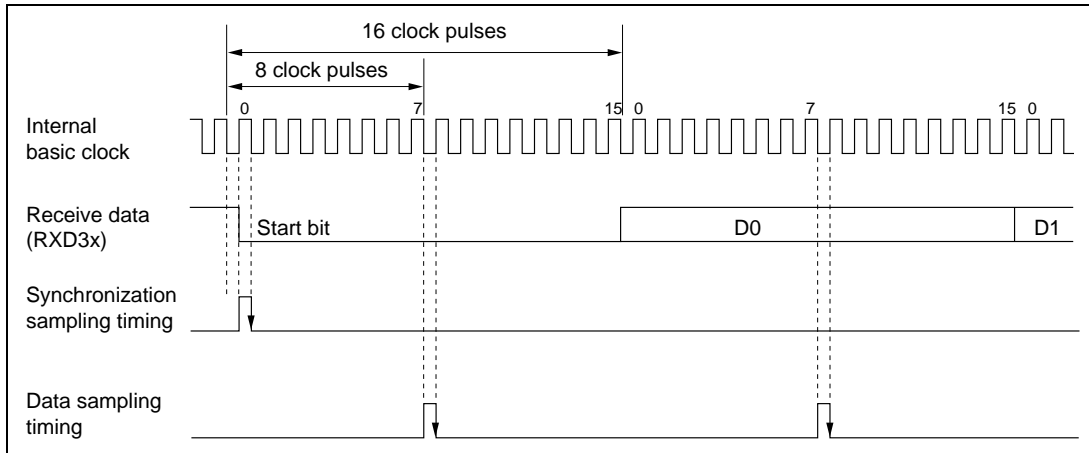 16 clock pulses
8 clock pulses
0 7 15 0 7 15 0
Internal
basic clock
Receive data
(RXD3x)
Start bit D0 D1
Synchronization
sampling timing
Data sampling
timing